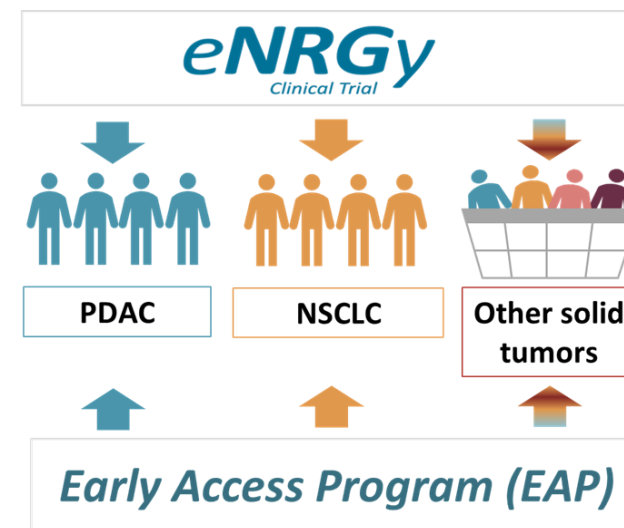 eNRGy
Clinical Trial
PDAC
NSCLC
Other solid
tumors
Early Access Program (EAP)